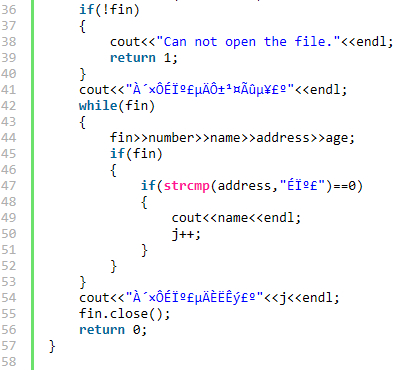 36 if(!fin)
37 {
38 cout<<"Can not open the file."<<endl;
39 return 1;
40 }
41 cout<<"À´×ÔÉÏº£µÄÔ±¹¤Ãûµ¥£º"<<endl;
42 while(fin)
43 {
44 fin>>number>>name>>address>>age;
45 if(fin)
46 {
47 if(strcmp(address,"ÉÏº£")==0)
48 {
49 cout<<name<<endl;
50 j++;
51 }
52 }
53 }
54 cout<<"À´×ÔÉÏº£µÄÈËÊý£º"<<j<<endl;
55 fin.close();
56 return 0;
57 }
58